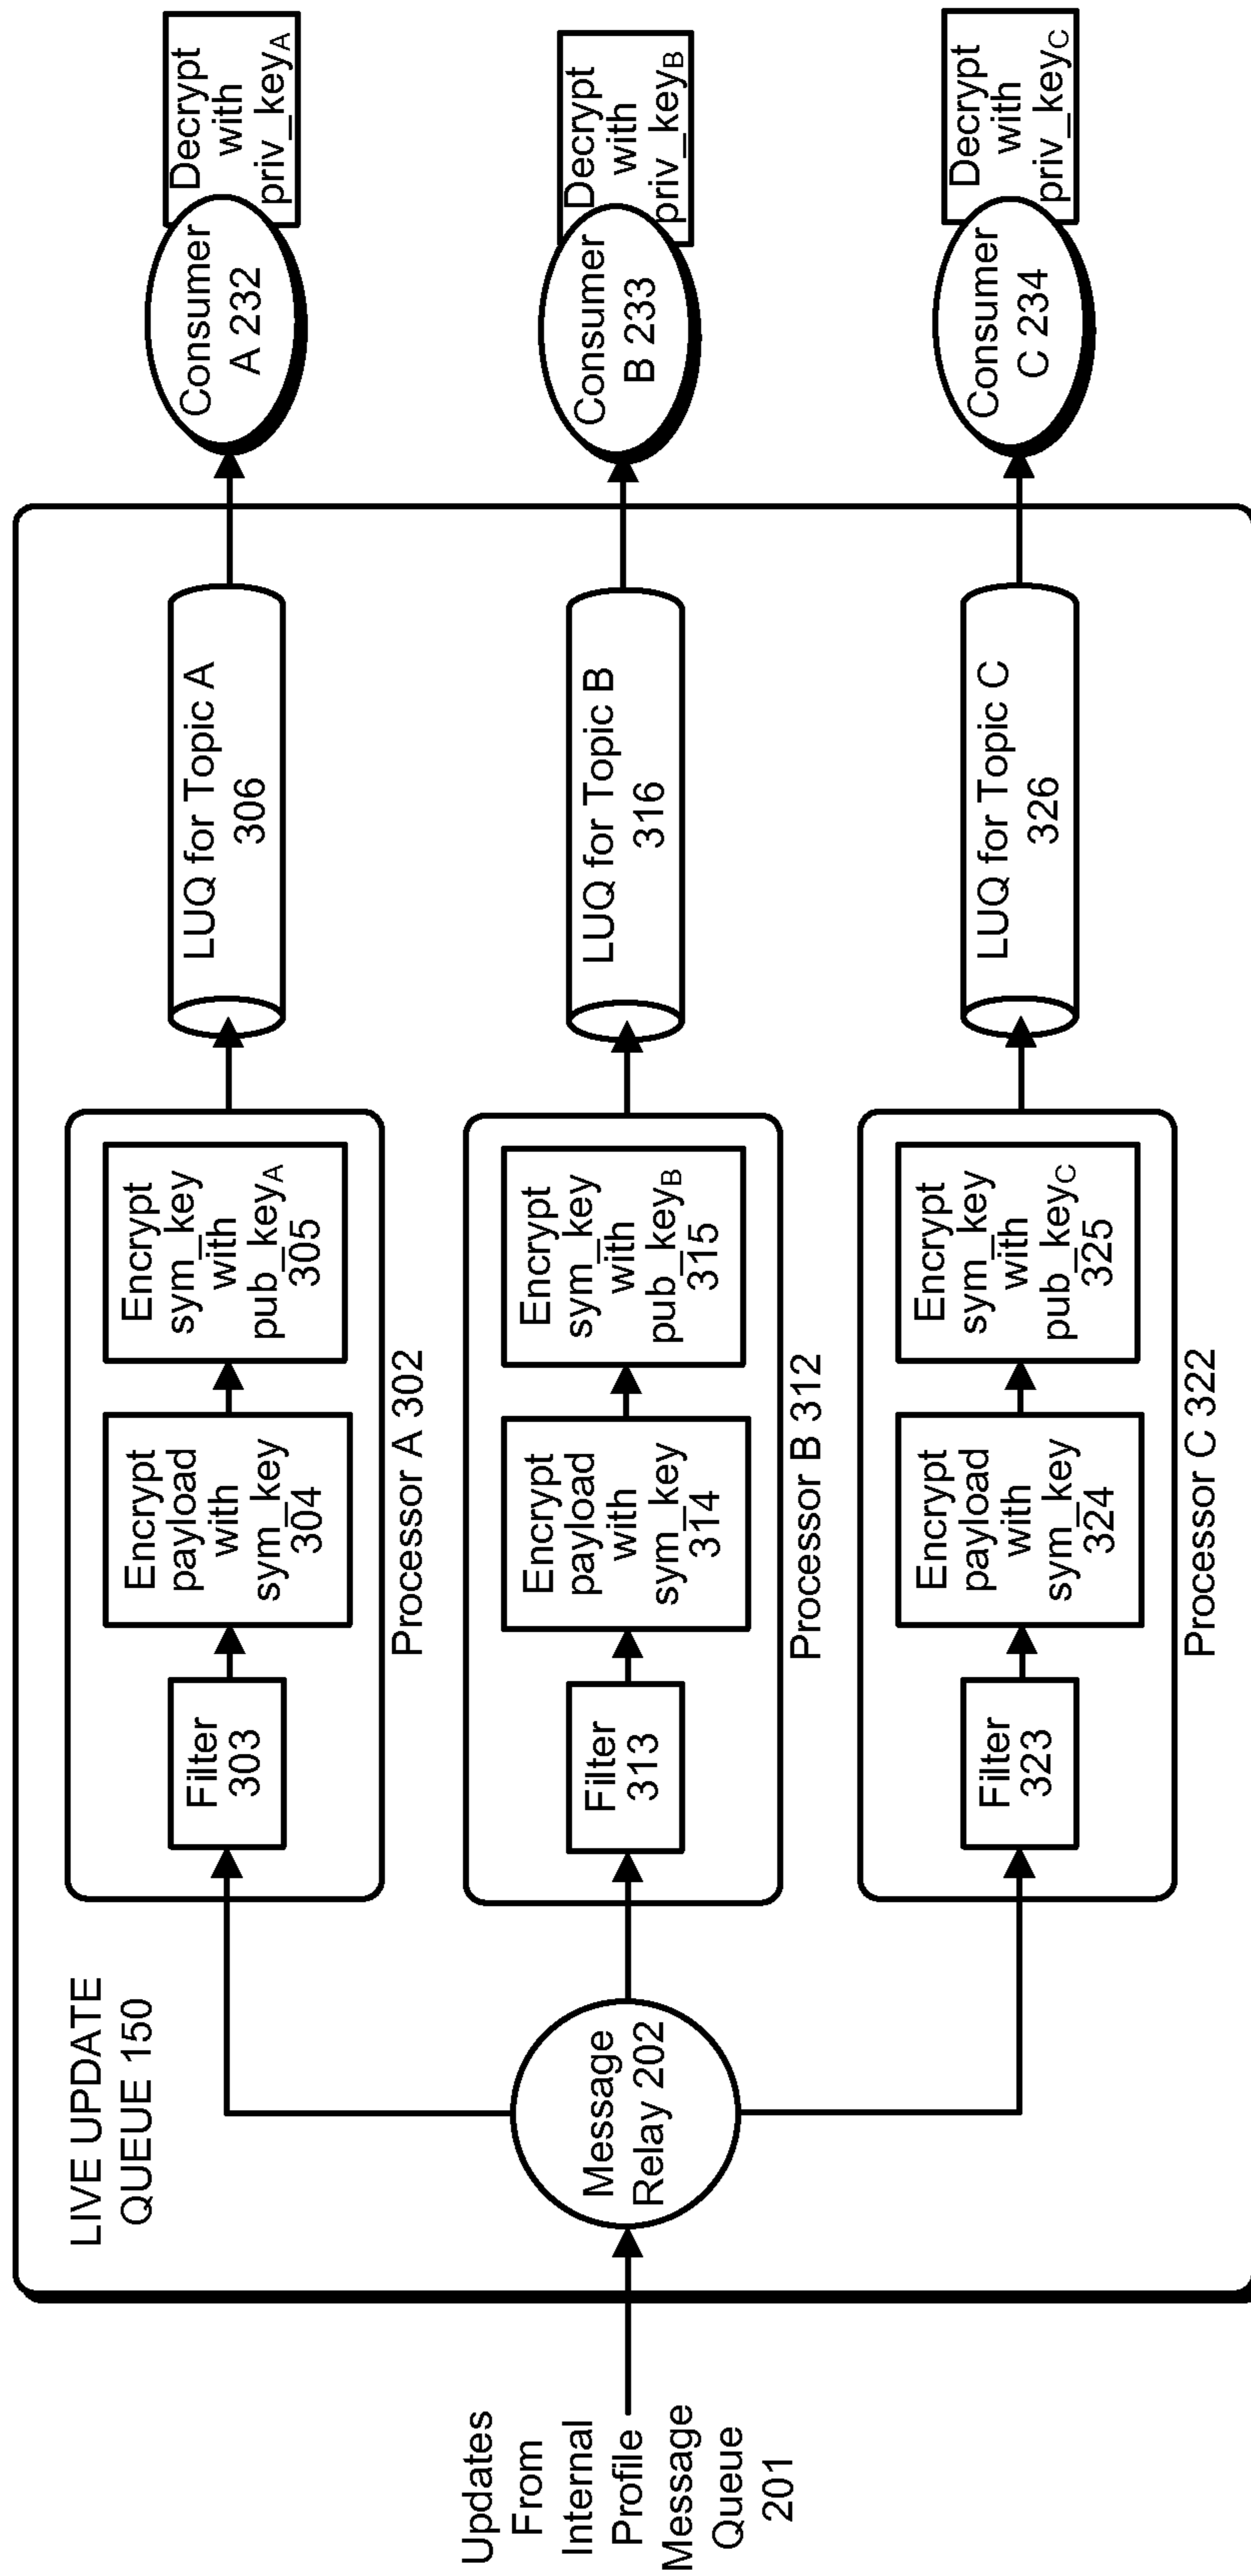 LIVE UPDATE
QUEUE 150
Updates
From
Internal
Profile
Message
Queue
201
Message
Relay 202
Filter
303
Encrypt
payload
with
sym_key
304
Encrypt
sym_key
with
pub_keyA
305
Processor A 302
LUQ for Topic A
306
Consumer
A 232
Decrypt
with
priv_keyA
Filter
313
Encrypt
payload
with
sym_key
314
Encrypt
sym_key
with
pub_keyB
315
Processor B 312
LUQ for Topic B
316
Consumer
B 233
Decrypt
with
priv_keyB
Filter
323
Encrypt
payload
with
sym_key
324
Encrypt
sym_key
with
pub_keyC
325
Processor C 322
LUQ for Topic C
326
Consumer
C 234
Decrypt
with
priv_keyC